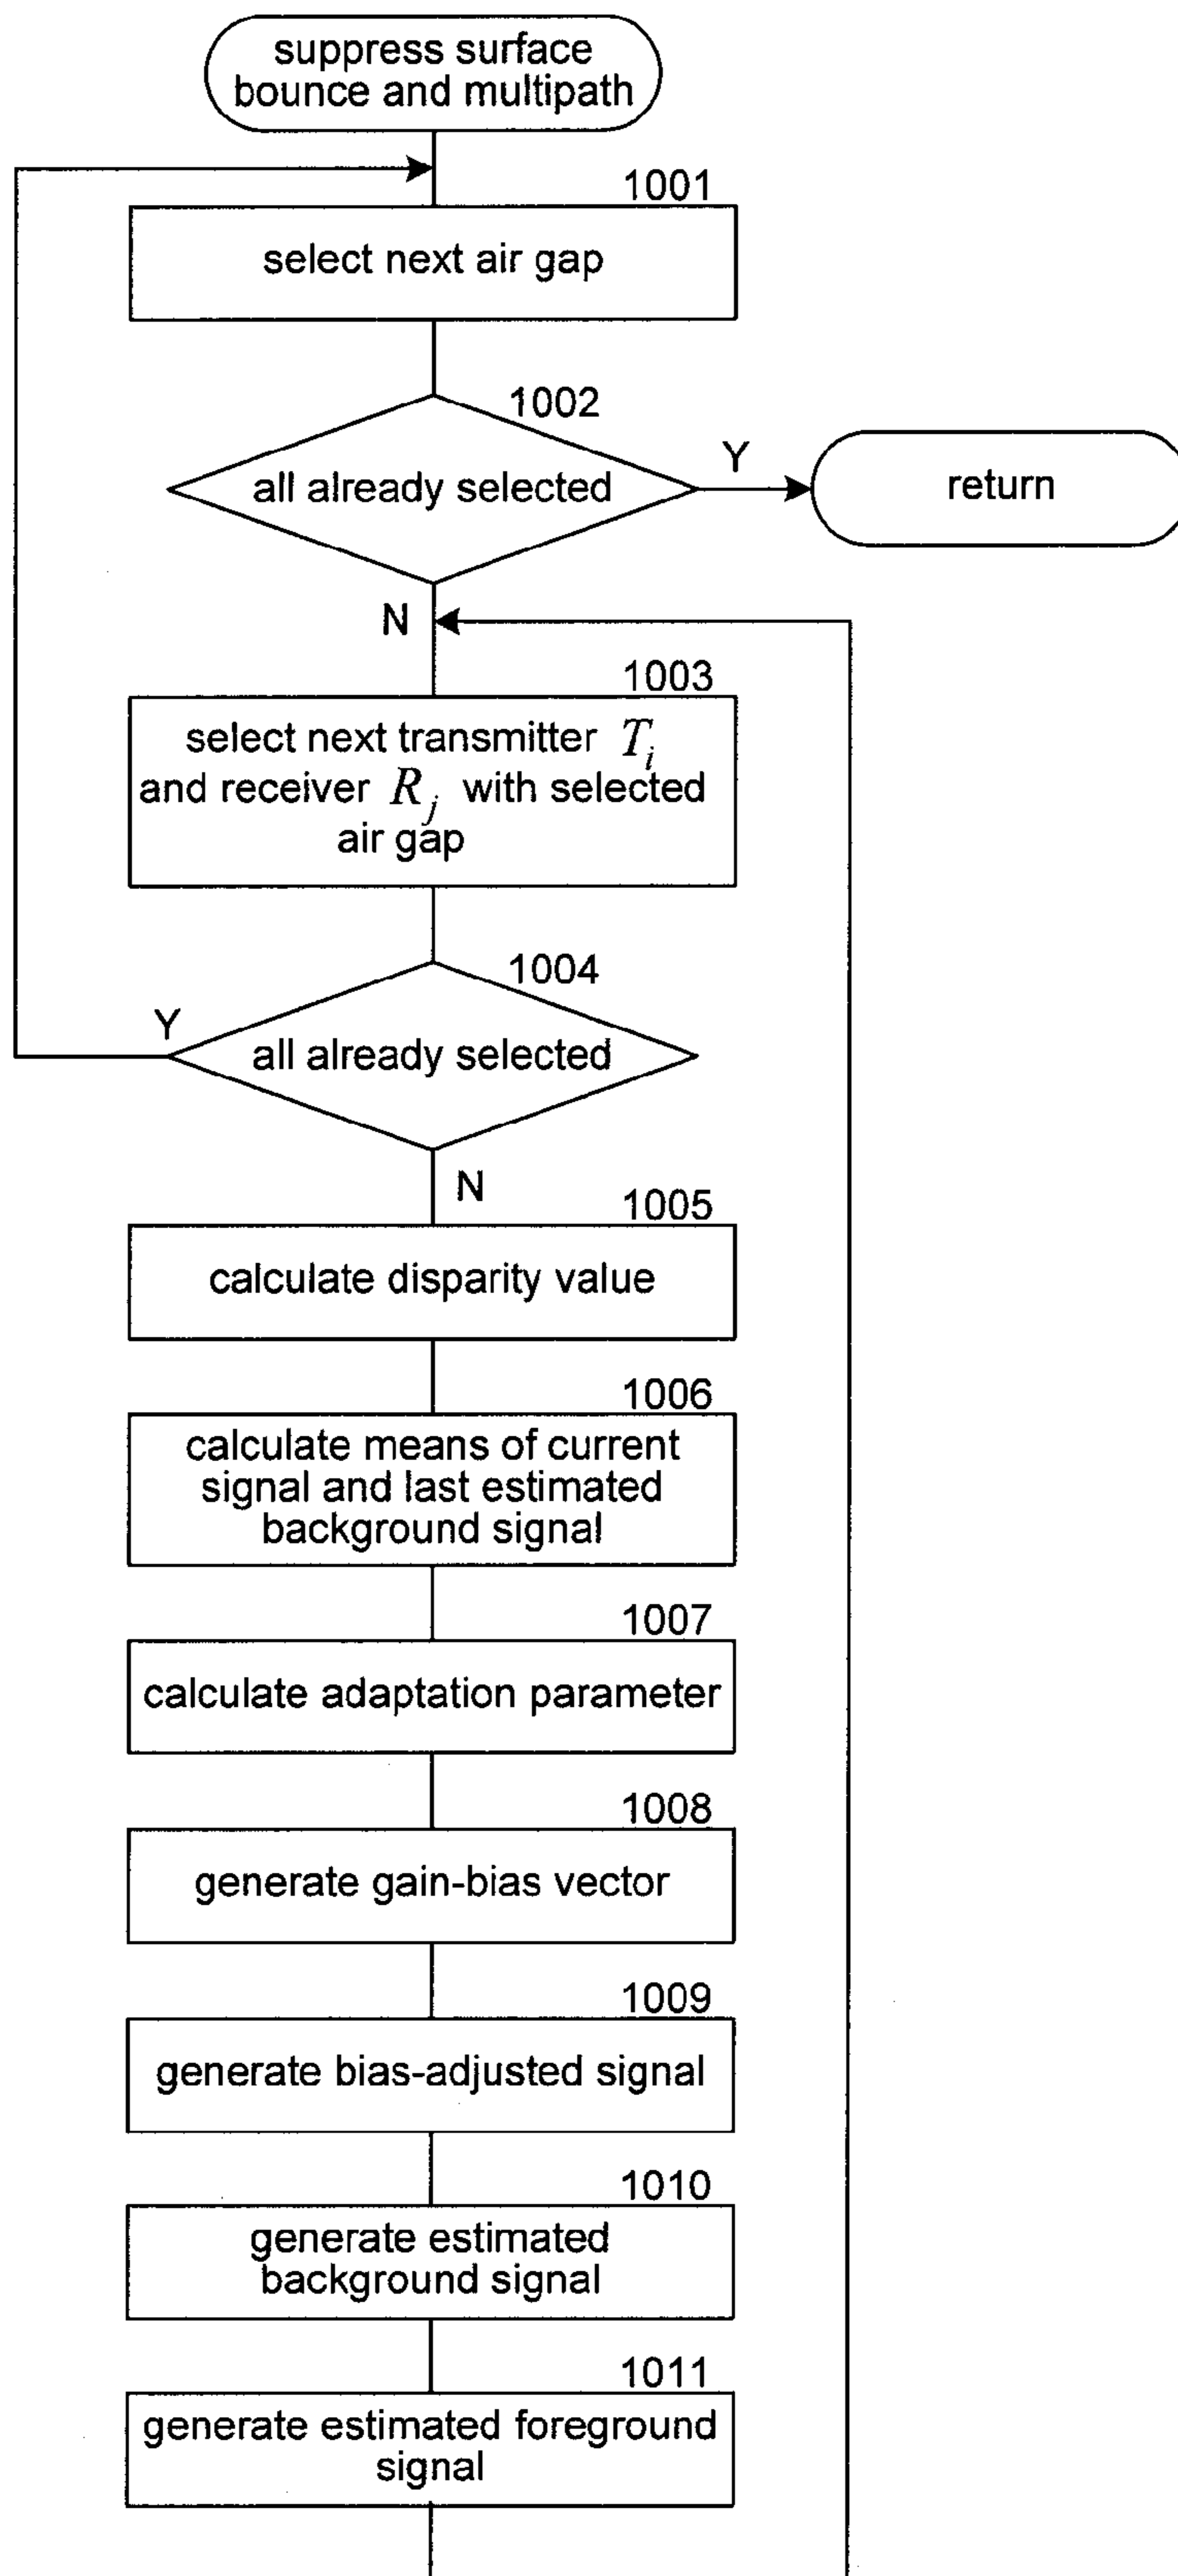 suppress surface
bounce and multipath
1001
select next air gap
1002
all already selected
Y
return
N
1003
select next transmitter T_i
and receiver R_j with selected
air gap
1004
Y
all already selected
N
1005
calculate disparity value
1006
calculate means of current
signal and last estimated
background signal
1007
calculate adaptation parameter
1008
generate gain-bias vector
1009
generate bias-adjusted signal
1010
generate estimated
background signal
1011
generate estimated foreground
signal